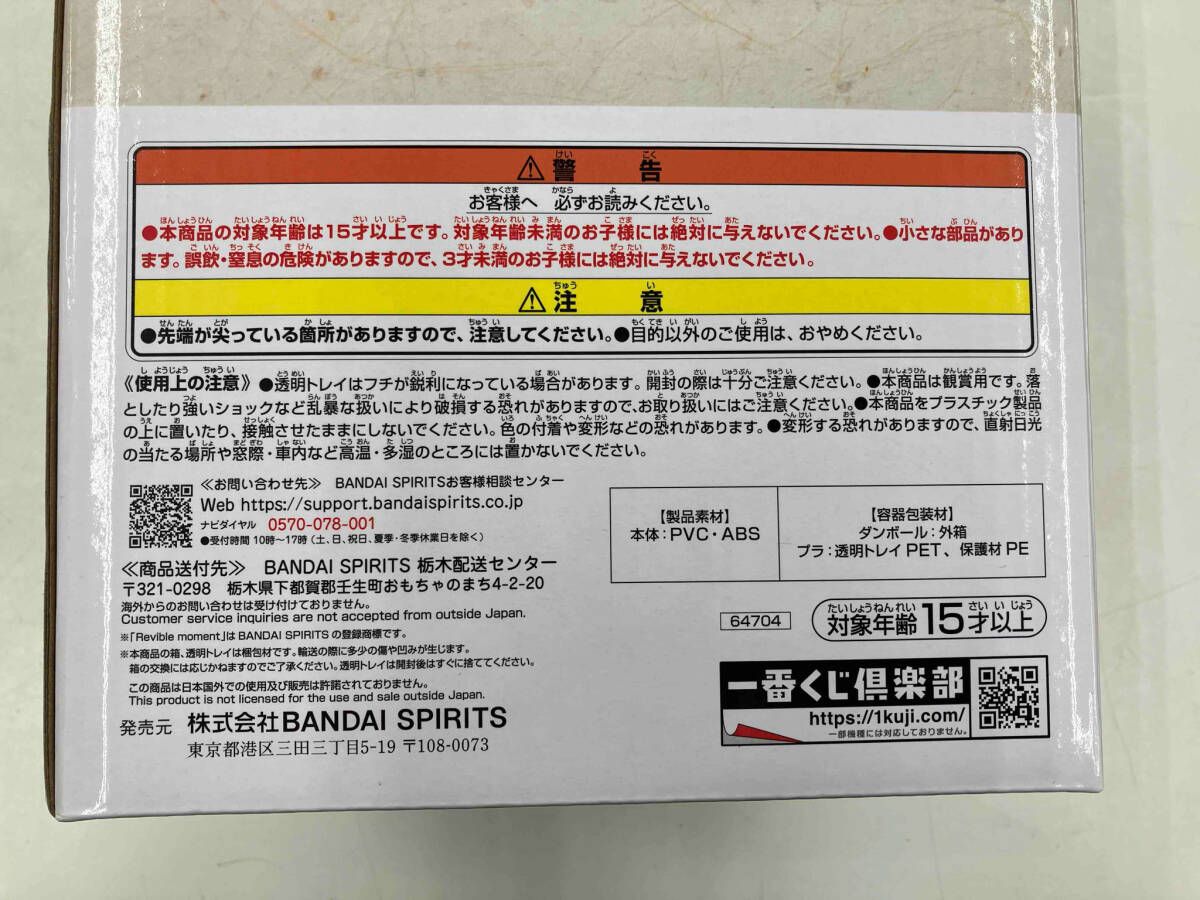 ⚠警告
お客様へ 必ずお読みください。
●本商品の対象年齢は15才以上です。対象年齢未満のお子様には絶対に与えないでください。●小さな部品があり
ます。誤飲・窒息の危険がありますので、3才未満のお子様には絶対に与えないでください。
⚠注意
●先端が尖っている箇所がありますので、注意してください。●目的以外のご使用は、おやめください。
《使用上の注意》●透明トレイはフチが鋭利になっている場合があります。開封の際は十分ご注意ください。●本商品は観賞用です。落
としたり強いショックなど乱暴な扱いにより破損する恐れがありますので、お取り扱いにはご注意ください。●本商品をプラスチック製品
の上に置いたり、接触させたままにしないでください。色の付着や変形などの恐れがあります。●変形する恐れがありますので、直射日光
の当たる場所や窓際・車内など高温・多湿のところには置かないでください。
≪お問い合わせ先≫ BANDAI SPIRITSお客様相談センター
Web https://support.bandaispirits.co.jp
ナビダイヤル 0570-078-001
●受付時間 10時〜17時(土、日、祝日、夏季・冬季休業日を除く)
≪商品送付先≫ BANDAI SPIRITS 栃木配送センター
〒321-0298 栃木県下都賀郡壬生町おもちゃのまち4-2-20
海外からのお問い合わせは受け付けておりません。
Customer service inquiries are not accepted from outside Japan.
※「Revible moment」は BANDAI SPIRITS の登録商標です。
※本商品の箱、透明トレイは梱包材です。輸送の際に多少の傷や凹みが生じます。
箱の交換には応じかねますのでご了承ください。透明トレイは開封後はすぐに捨ててください。
この商品は日本国外での使用及び販売は許諾されておりません。
This product is not licensed for the use and sale outside Japan.
発売元 株式会社BANDAI SPIRITS
東京都港区三田三丁目5-19 〒108-0073
【製品素材】
本体:PVC・ABS
【容器包装材】
ダンボール:外箱
プラ:透明トレイ PET、保護材 PE
64704
対象年齢15才以上
一番くじ倶楽部
https://1kuji.com/
一部機種には対応しておりません。